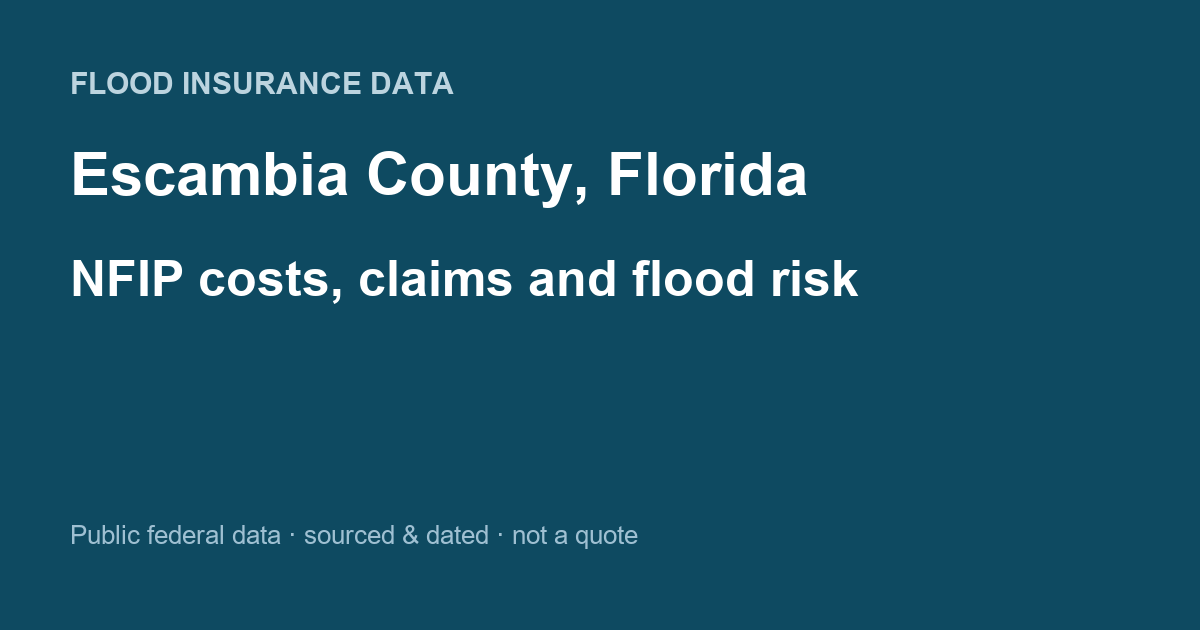 FLOOD INSURANCE DATA
Escambia County, Florida
NFIP costs, claims and flood risk
Public federal data · sourced & dated · not a quote